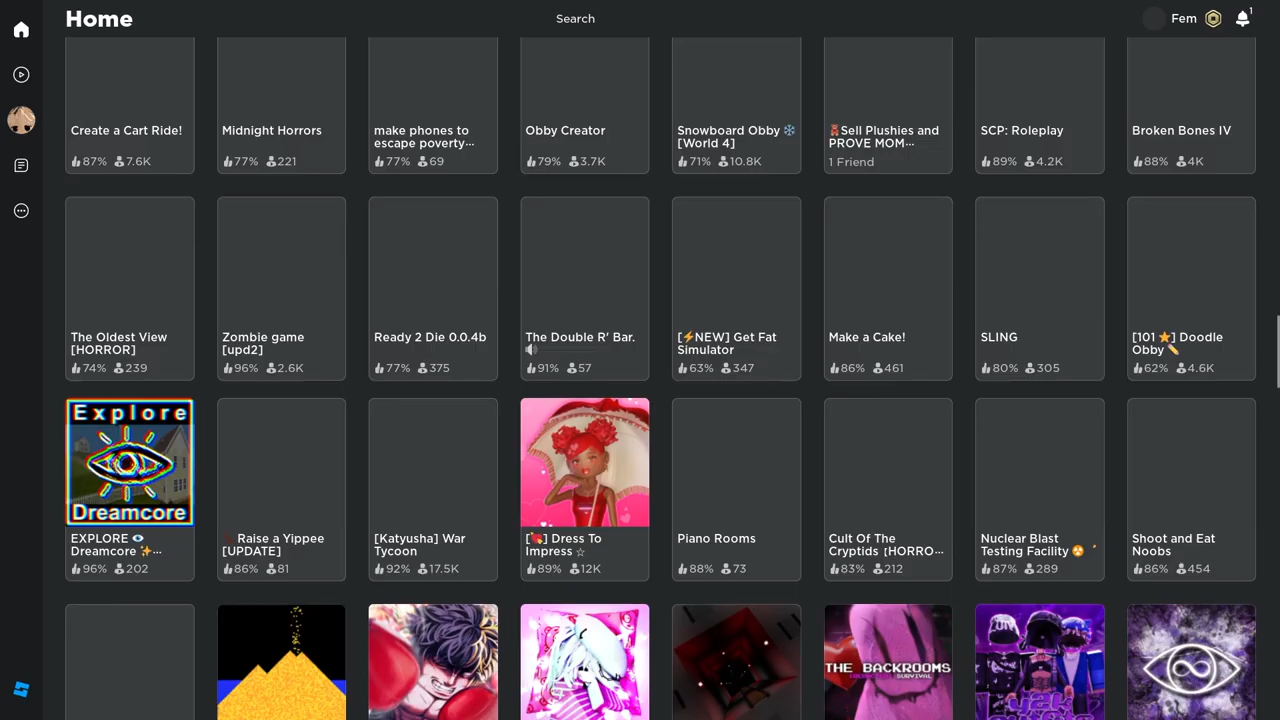 Home
Search
Fem
1
Create a Cart Ride!
87% 7.6K
Midnight Horrors
77% 221
make phones to
escape poverty...
77% 69
Obby Creator
79% 3.7K
Snowboard Obby ❄️
[World 4]
71% 10.8K
🧸Sell Plushies and
PROVE MOM...
1 Friend
SCP: Roleplay
89% 4.2K
Broken Bones IV
88% 4K
The Oldest View
[HORROR]
74% 239
Zombie game
[upd2]
96% 2.6K
Ready 2 Die 0.0.4b
77% 375
The Double R' Bar.
🔊
91% 57
[⚡NEW] Get Fat
Simulator
63% 347
Make a Cake!
86% 461
SLING
80% 305
[101 ⭐] Doodle
Obby ✏️
62% 4.6K
Explore
Dreamcore
EXPLORE 👁️
Dreamcore ✨...
96% 202
Raise a Yippee
[UPDATE]
86% 81
[Katyusha] War
Tycoon
92% 17.5K
[💘] Dress To
Impress ☆
89% 12K
Piano Rooms
88% 73
Cult Of The
Cryptids [HORRO...
83% 212
Nuclear Blast
Testing Facility ☢️
87% 289
Shoot and Eat
Noobs
86% 454
THE BACKROOMS
SURVIVAL